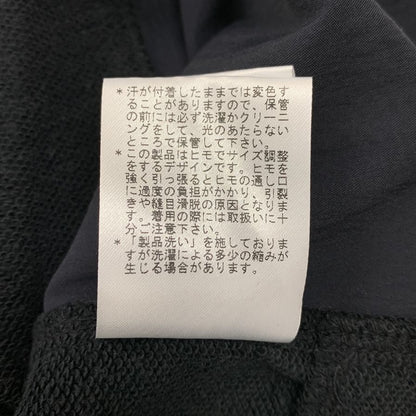 *汗が付着したままでは変色す
ることがありますので、保管
の前には必ず洗濯かクリーニ
ングをして、光のあたらない
ところで保管して下さい。
*この製品はヒモでサイズ調整
をするデザインです。ヒモを
強く引っ張るとヒモの通し口
に過度の負担がかかり、引裂
きや縫目滑脱の原因となりま
す。着用の際には取扱いに十
分ご注意下さい。
*「製品洗い」を施しておりま
すが洗濯による多少の縮みが
生じる場合があります。